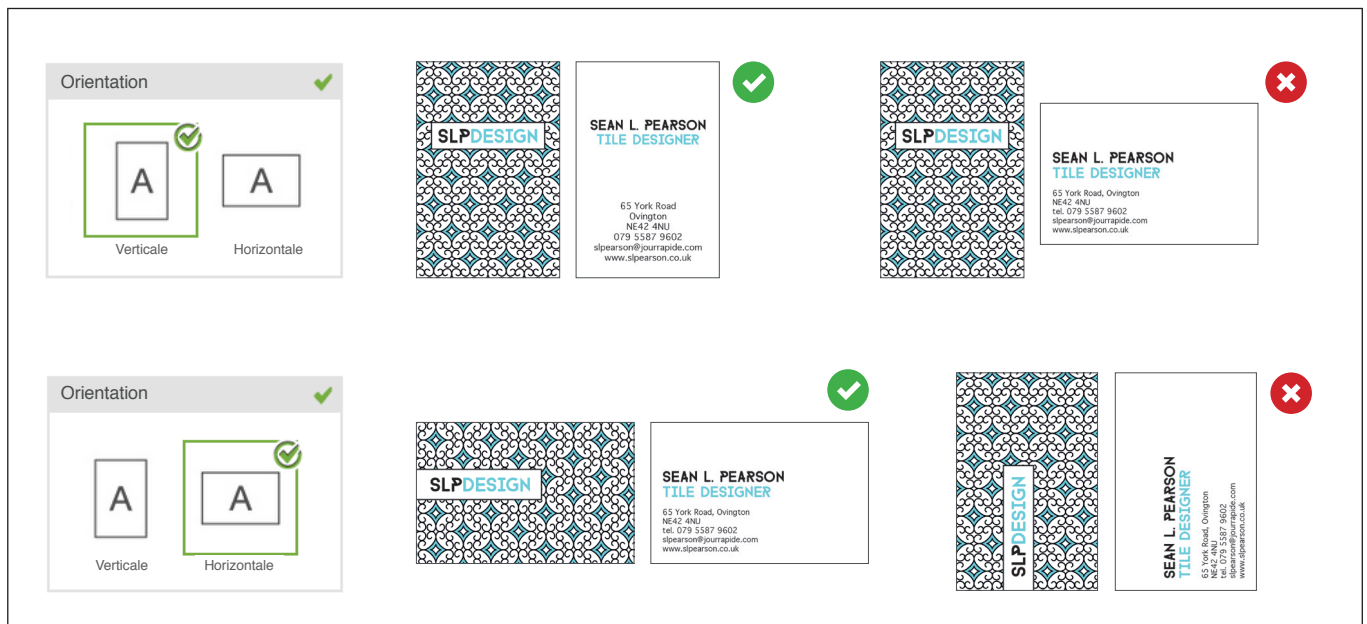 Orientation
A
A
Verticale
Horizontale
SLPDESIGN
SEAN L. PEARSON
TILE DESIGNER
65 York Road
Ovington
NE42 4NU
079 5587 9602
slpearson@jourrapide.com
www.slpearson.co.uk
SLPDESIGN
SEAN L. PEARSON
TILE DESIGNER
65 York Road, Ovington
NE42 4NU
tel. 079 5587 9602
slpearson@jourrapide.com
www.slpearson.co.uk
Orientation
A
A
Verticale
Horizontale
SLPDESIGN
SEAN L. PEARSON
TILE DESIGNER
65 York Road, Ovington
NE42 4NU
tel. 079 5587 9602
slpearson@jourrapide.com
www.slpearson.co.uk
SLPDESIGN
SEAN L. PEARSON
TILE DESIGNER
65 York Road, Ovington
NE42 4NU
tel. 079 5587 9602
slpearson@jourrapide.com
www.slpearson.co.uk